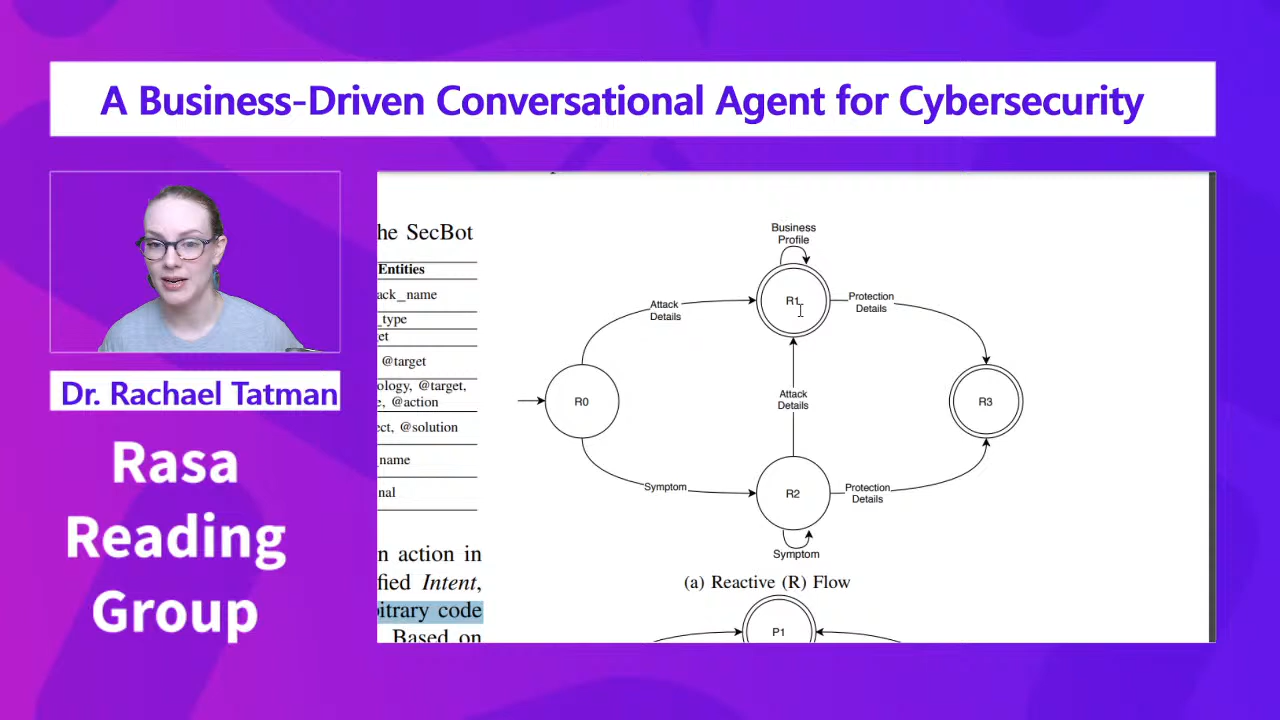 A Business-Driven Conversational Agent for Cybersecurity
Dr. Rachael Tatman
Rasa
Reading
Group
he SecBot
Entities
ack_name
_type
get
@target
ology, @target,
e, @action
ect, @solution
_name
nal
n action in
fied Intent,
bitrary code
Based on
Business
Profile
R1
Attack
Details
Protection
Details
R0
Attack
Details
R3
Symptom
R2
Protection
Details
Symptom
(a) Reactive (R) Flow
P1